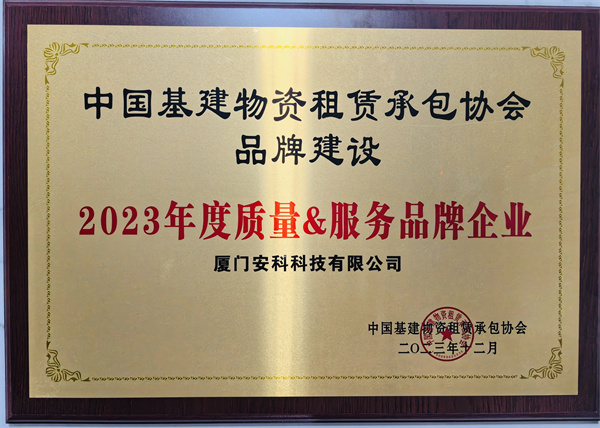 中国基建物资租赁承包协会
品牌建设
2023年度质量&服务品牌企业
厦门安科科技有限公司
中国基建物资租赁承包协会
二〇二三年十二月